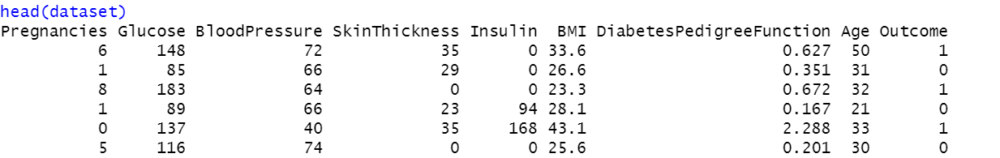 head(dataset)
Pregnancies Glucose BloodPressure SkinThickness Insulin BMI DiabetesPedigreeFunction Age Outcome
6 148 72 35 0 33.6 0.627 50 1
1 85 66 29 0 26.6 0.351 31 0
8 183 64 0 0 23.3 0.672 32 1
1 89 66 23 94 28.1 0.167 21 0
0 137 40 35 168 43.1 2.288 33 1
5 116 74 0 0 25.6 0.201 30 0